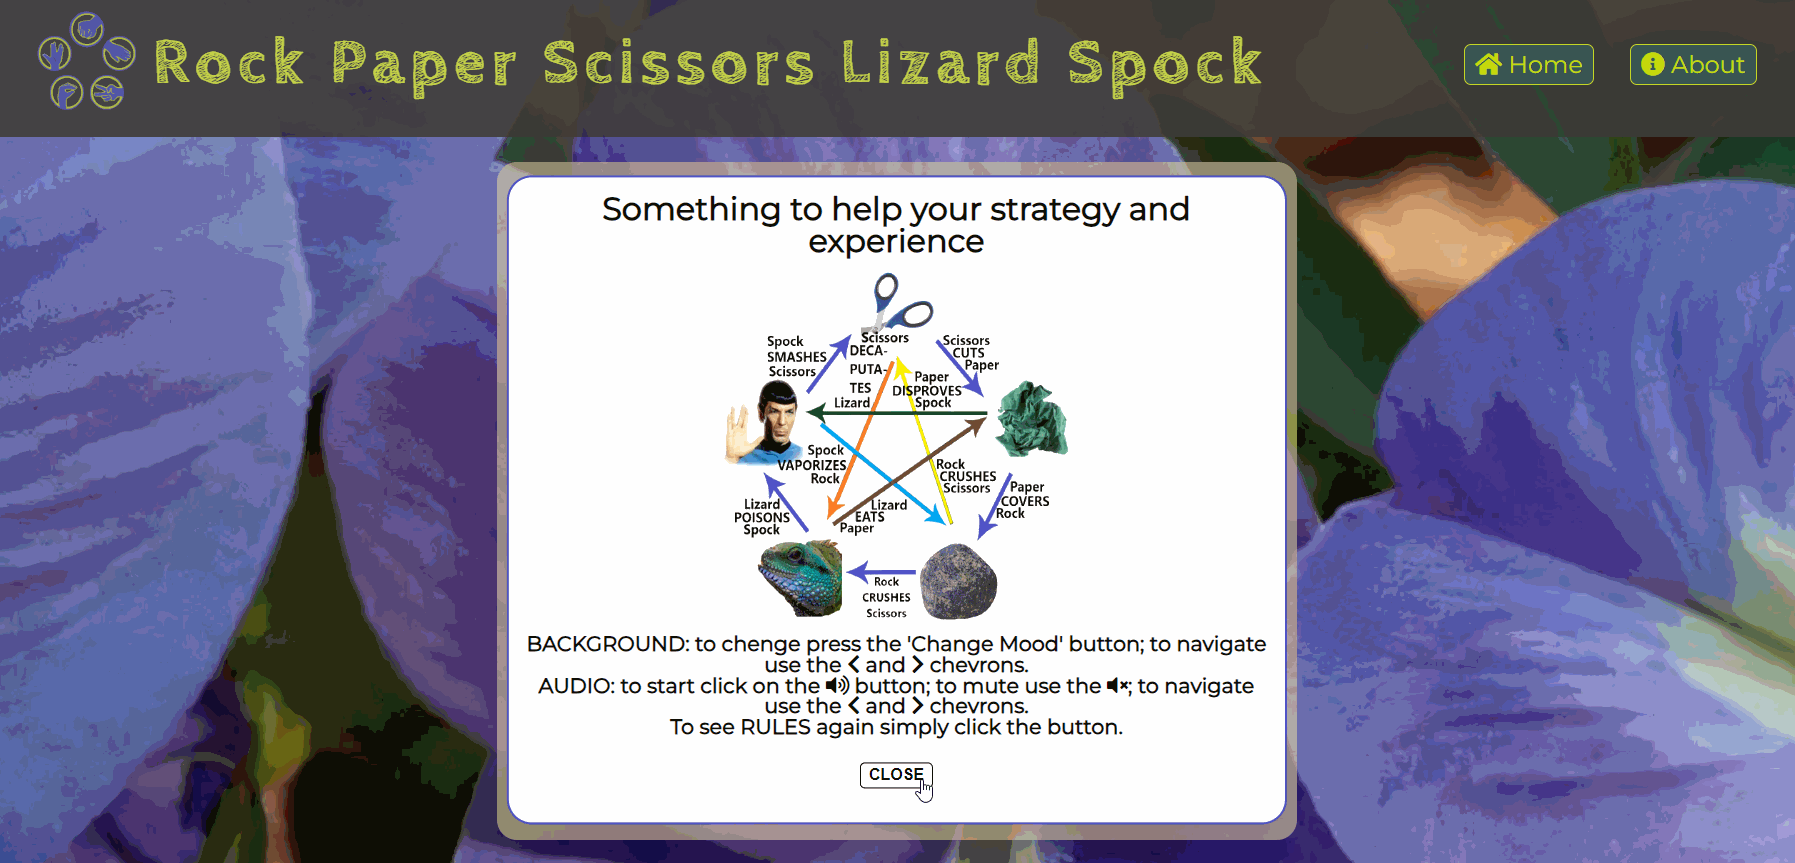 Rock Paper Scissors Lizard Spock
Home
About
Something to help your strategy and
experience
Spock
SMASHES
Scissors
Scissors
DECA-
PUTA-
TES
Lizard
Scissors
CUTS
Paper
Paper
DISPROVES
Spock
Spock
VAPORIZES
Rock
Rock
CRUSHES
Scissors
Paper
COVERS
Rock
Lizard
POISONS
Spock
Lizard
EATS
Paper
Rock
CRUSHES
Scissors
BACKGROUND: to chenge press the 'Change Mood' button; to navigate
use the < and > chevrons.
AUDIO: to start click on the 🔊 button; to mute use the 🔇; to navigate
use the < and > chevrons.
To see RULES again simply click the button.
CLOSE